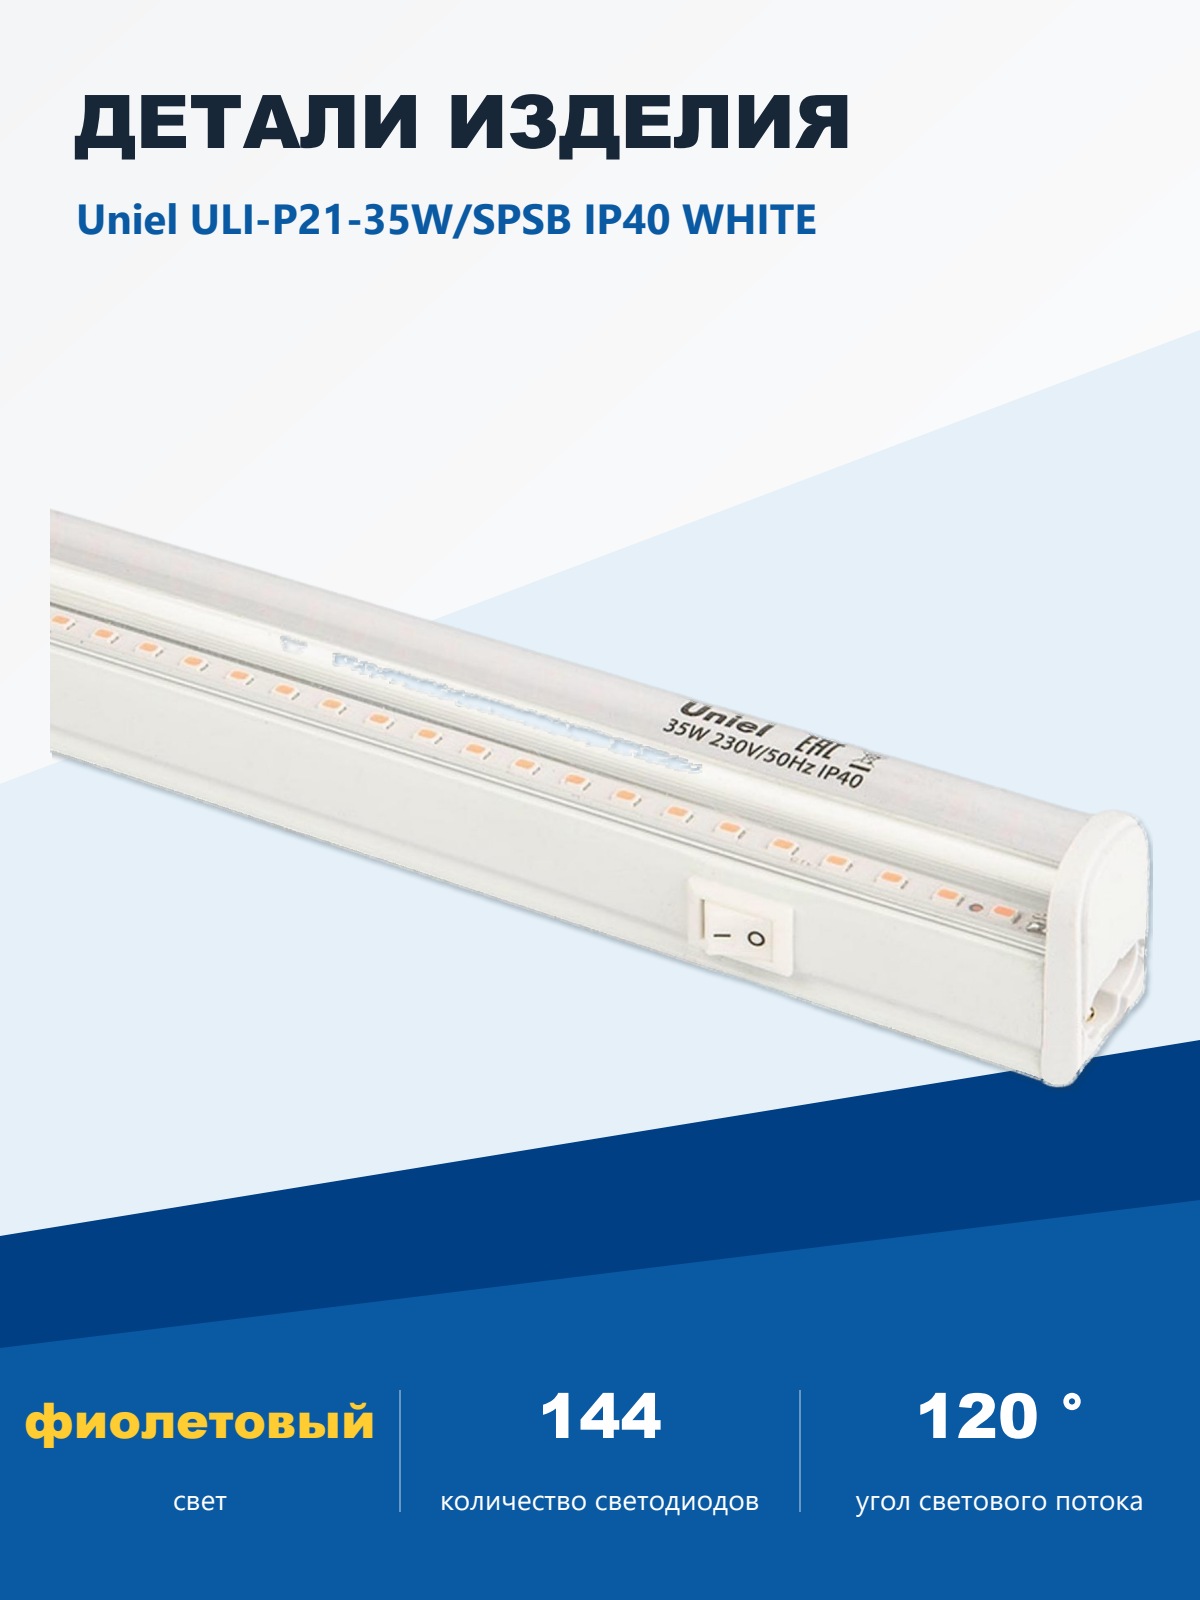 ДЕТАЛИ ИЗДЕЛИЯ
Uniel ULI-P21-35W/SPSB IP40 WHITE
Uniel
35W 230V/50Hz IP40
EAC
фиолетовый
свет
144
количество светодиодов
120 °
угол светового потока